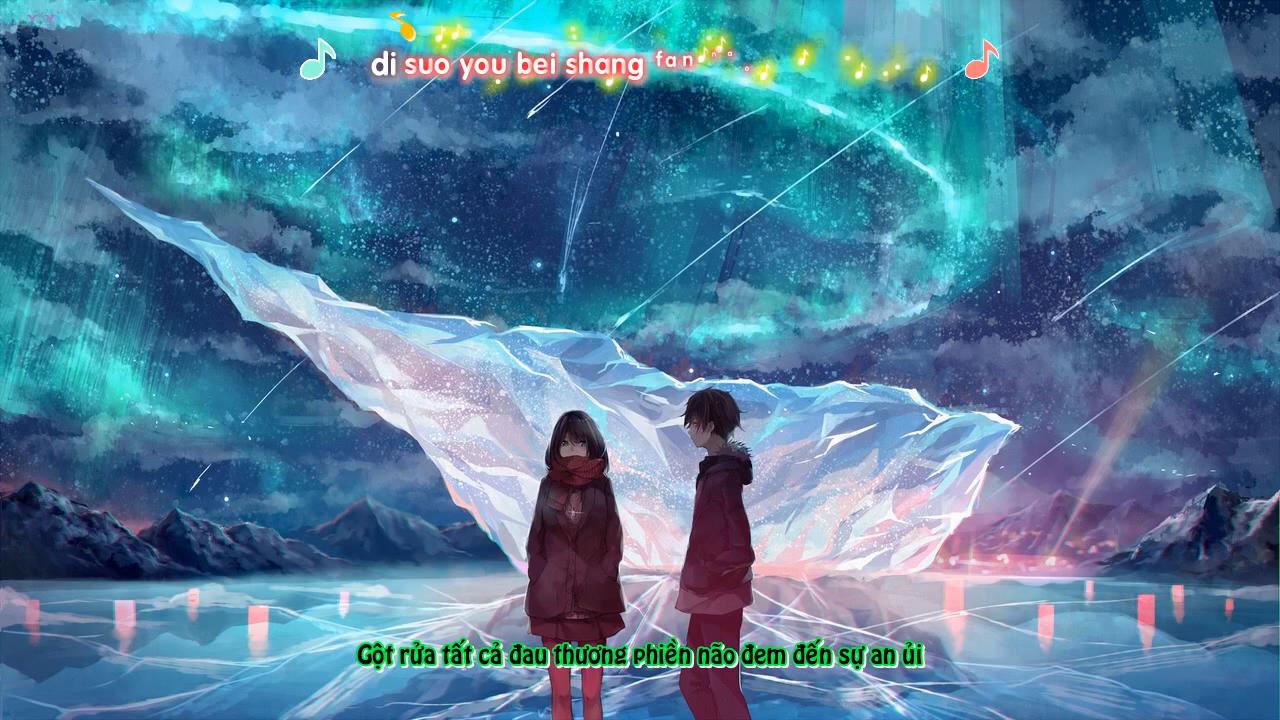 di suo you bei shang fan nao
Gột rửa tất cả đau thương phiền não đem đến sự an ủi